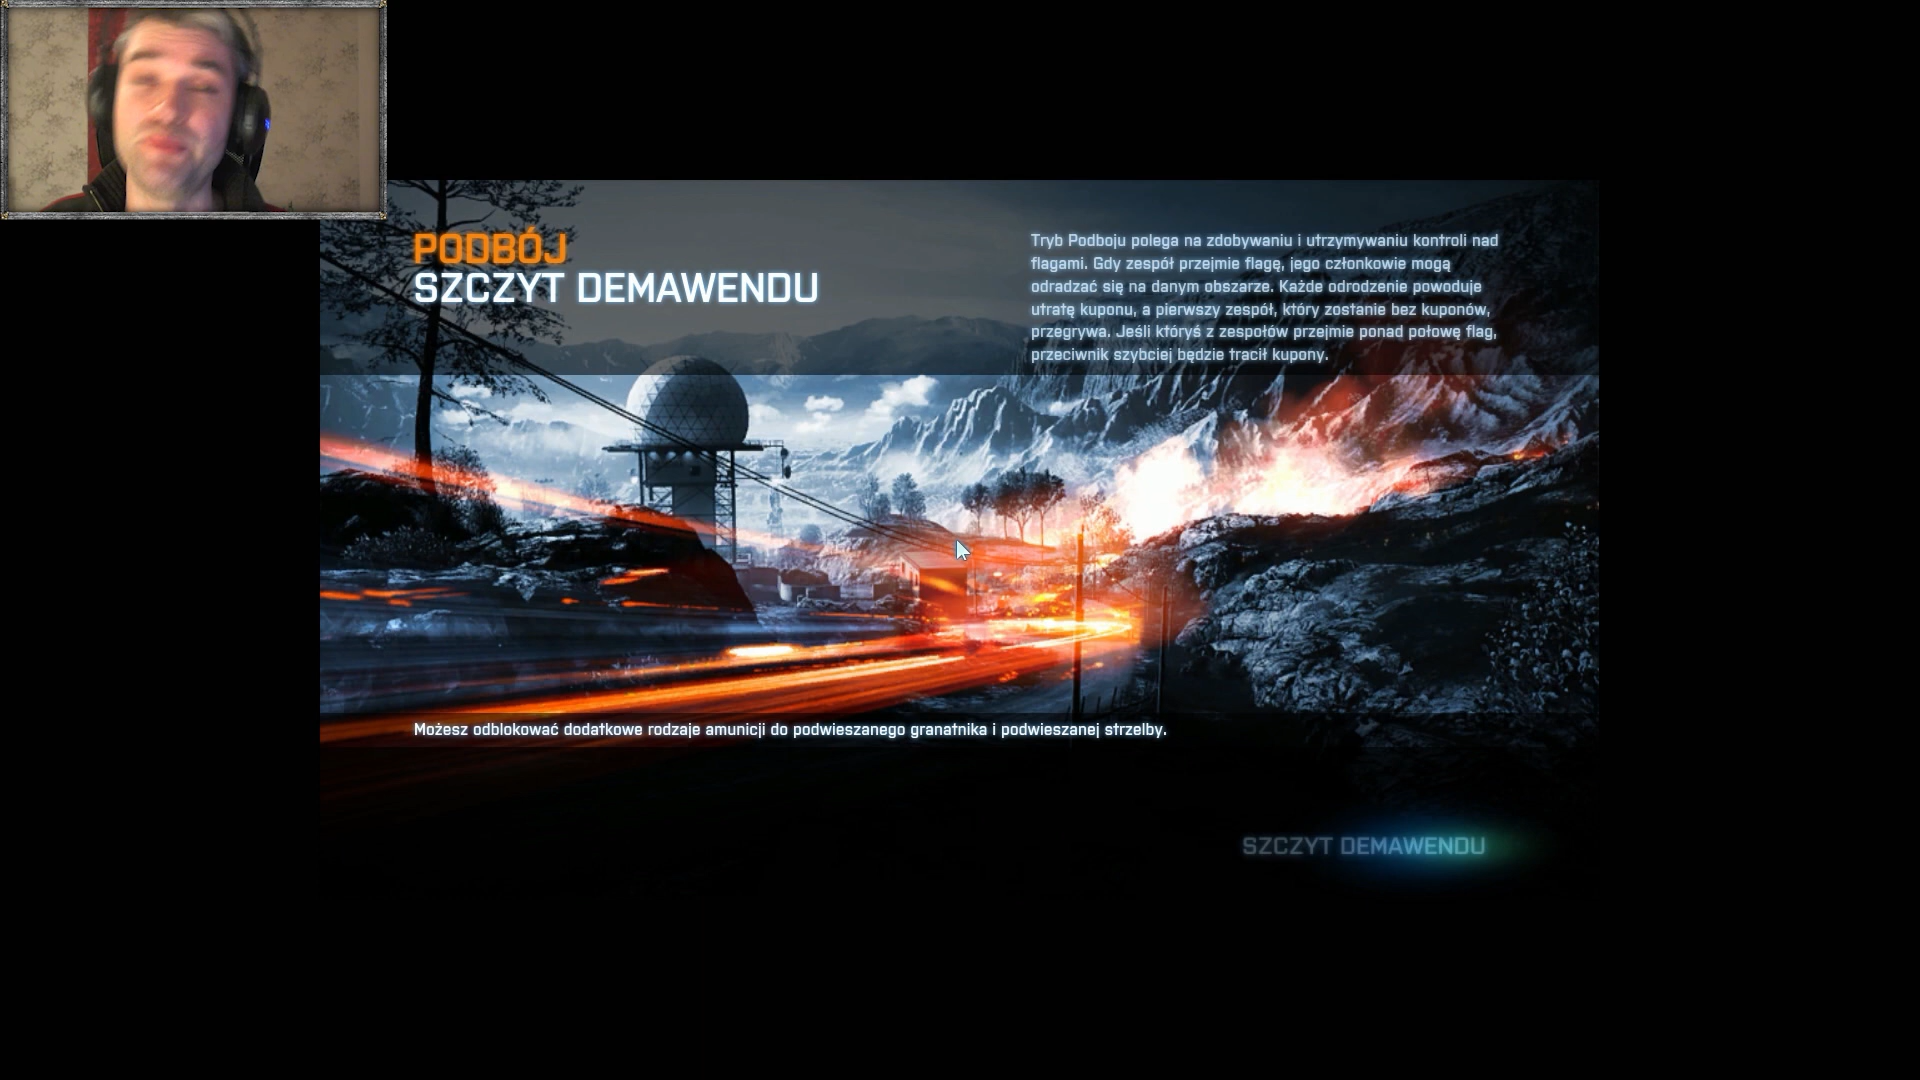 PODBÓJ
SZCZYT DEMAWENDU
Tryb Podboju polega na zdobywaniu i utrzymywaniu kontroli nad
flagami. Gdy zespół przejmie flagę, jego członkowie mogą
odradzać się na danym obszarze. Każde odrodzenie powoduje
utratę kuponu, a pierwszy zespół, który zostanie bez kuponów,
przegrywa. Jeśli któryś z zespołów przejmie ponad połowę flag,
przeciwnik szybciej będzie tracił kupony.
Możesz odblokować dodatkowe rodzaje amunicji do podwieszanego granatnika i podwieszanej strzelby.
SZCZYT DEMAWENDU